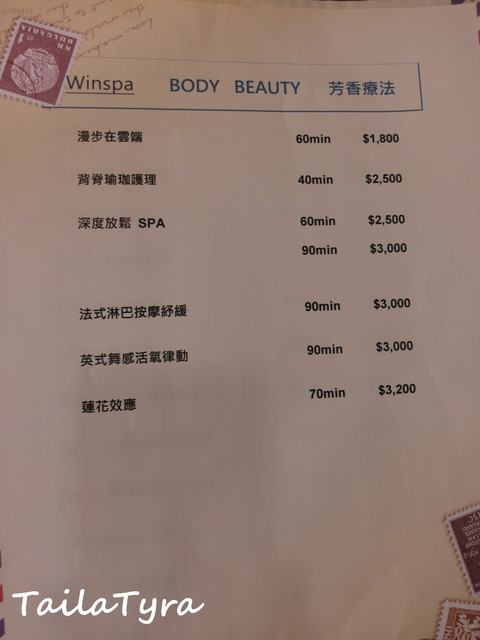 BULGARIA
Winspa BODY BEAUTY 芳香療法
漫步在雲端 60min $1,800
背脊瑜珈護理 40min $2,500
深度放鬆 SPA 60min $2,500
90min $3,000
法式淋巴按摩紓緩 90min $3,000
英式舞感活氧律動 90min $3,000
蓮花效應 70min $3,200
TailaTyra